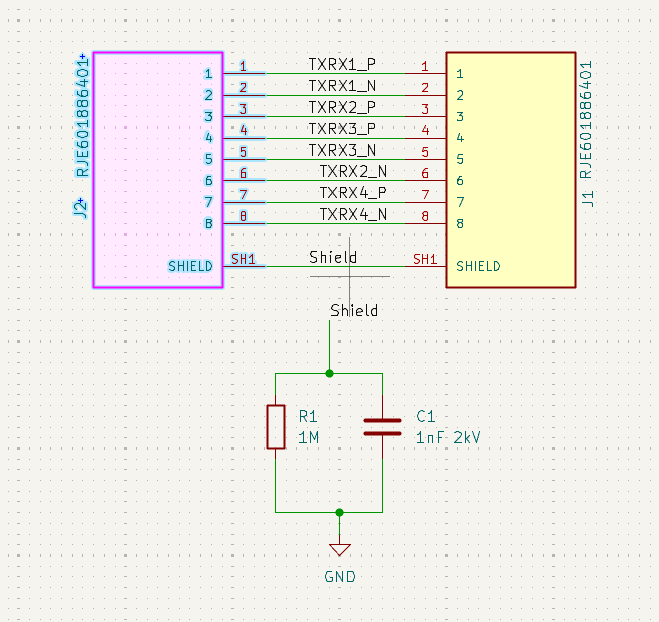 J2 RJE601886401
1 1 TXRX1_P 1 1
2 2 TXRX1_N 2 2
3 3 TXRX2_P 3 3
4 4 TXRX3_P 4 4
5 5 TXRX3_N 5 5
6 6 TXRX2_N 6 6
7 7 TXRX4_P 7 7
8 8 TXRX4_N 8 8
SHIELD SH1 Shield SH1 SHIELD
J1 RJE601886401
Shield
R1
1M
C1
1nF 2kV
GND